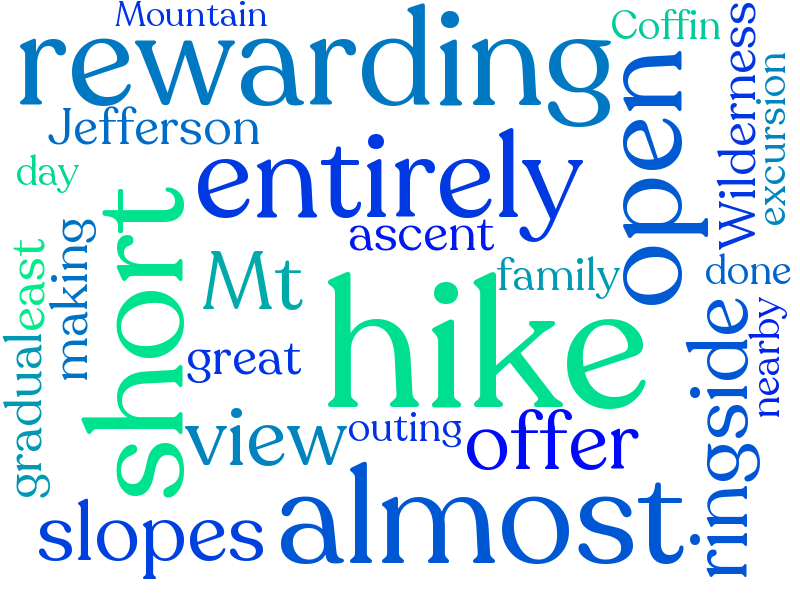 Mountain
Coffin
rewarding
Wilderness
excursion
open
Jefferson
entirely
day
short
ascent
making
east
Mt
family
done
hike
ringside
nearby
gradual
great
view
outing
offer
almost
slopes